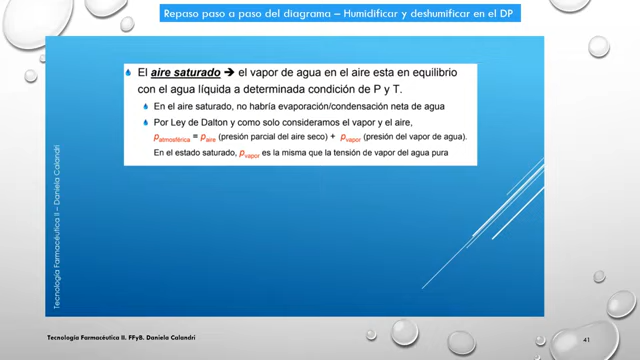 Repaso paso a paso del diagrama – Humidificar y deshumificar en el DP
El aire saturado ➔ el vapor de agua en el aire esta en equilibrio
con el agua líquida a determinada condición de P y T.
En el aire saturado, no habría evaporación/condensación neta de agua
Por Ley de Dalton y como solo consideramos el vapor y el aire,
Patmosférica = Paire (presión parcial del aire seco) + Pvapor (presión del vapor de agua).
En el estado saturado, Pvapor es la misma que la tensión de vapor del agua pura
Tecnología Farmacéutica II – Daniela Calandri
Tecnología Farmacéutica II. FFyB. Daniela Calandri
41